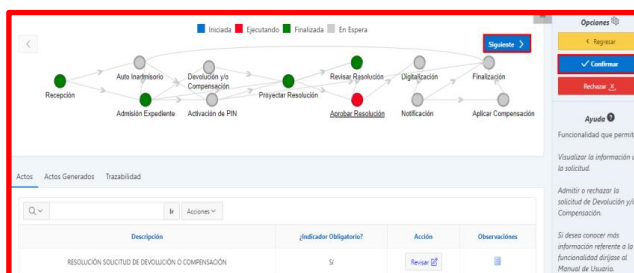 Iniciada Ejecutando Finalizada En Espera
Opciones
Siguiente
Regresar
Confirmar
Rechazar
Auto Inadmisorio
Devolución y/o
Compensación
Revisar Resolución
Digitalización
Finalización
Recepción
Proyectar Resolución
Admisión Expediente
Activación de PIN
Aprobar Resolución
Notificación
Aplicar Compensación
Ayuda
Funcionalidad que permit
Visualizar la información d
la solicitud.
Admitir o rechazar la
solicitud de Devolución y/
Compensación.
Si desea conocer más
información referente a la
funcionalidad diríjase al
Manual de Usuario.
Actos Actos Generados Trazabilidad
Ir Acciones
Descripción ¿Indicador Obligatorio? Acción Observaciónes
RESOLUCIÓN SOLICITUD DE DEVOLUCIÓN O COMPENSACIÓN Si Revisar